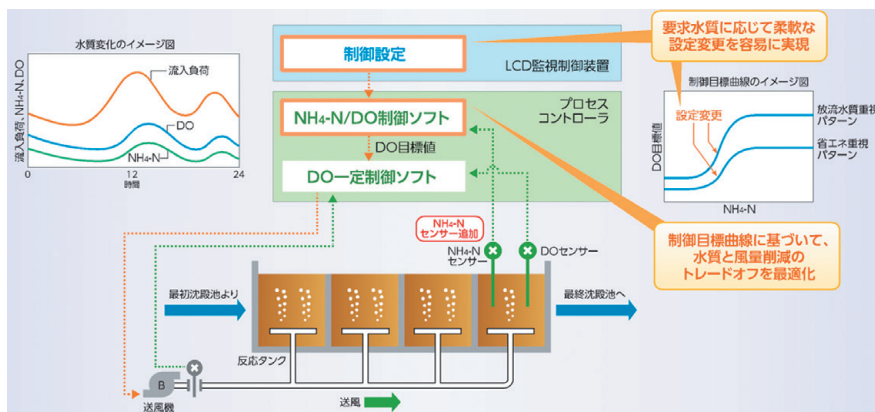 水質変化のイメージ図
流入負荷、NH₄-N、DO
流入負荷
DO
NH₄-N
0
12
24
時間
制御設定
LCD監視制御装置
NH₄-N/DO制御ソフト
プロセス
コントローラ
DO目標値
DO一定制御ソフト
要求水質に応じて柔軟な
設定変更を容易に実現
制御目標曲線のイメージ図
DO目標値
設定変更
放流水質重視
パターン
省エネ重視
パターン
NH₄-N
制御目標曲線に基づいて、
水質と風量削減の
トレードオフを最適化
NH₄-N
センサー追加
NH₄-N
センサー
DOセンサー
最初沈殿池より
最終沈殿池へ
反応タンク
B
送風機
送風